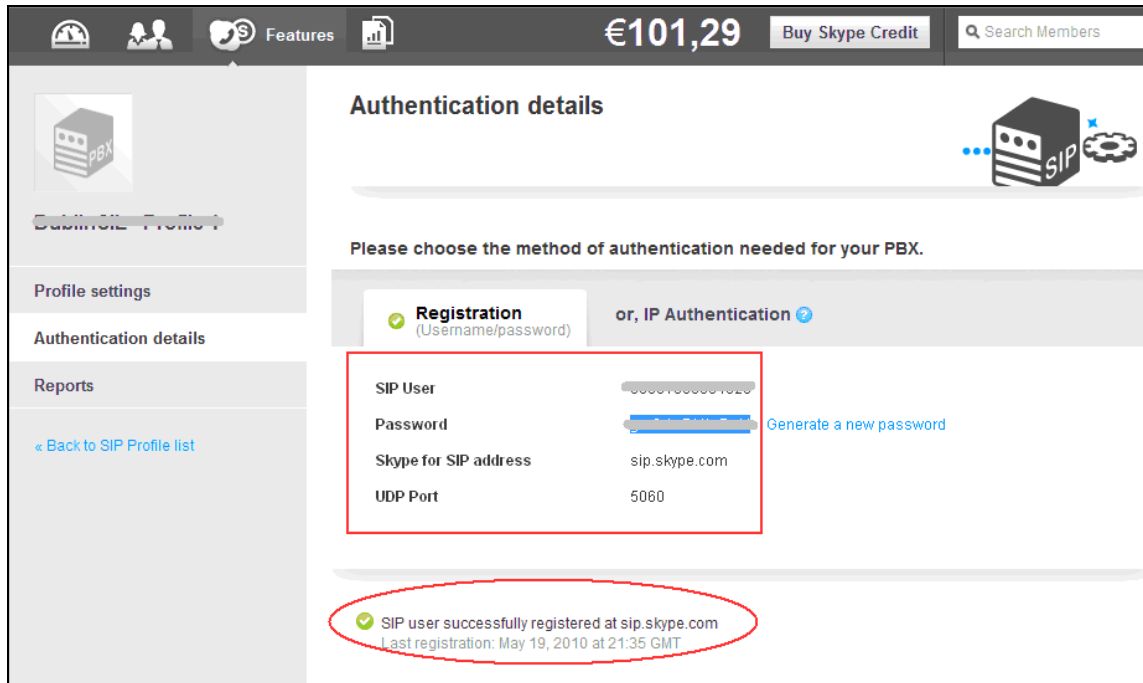 Features
€101,29
Buy Skype Credit
Search Members
PBX
Authentication details
SIP
Please choose the method of authentication needed for your PBX.
Profile settings
Authentication details
Reports
« Back to SIP Profile list
Registration
(Username/password)
or, IP Authentication ?
SIP User
Password Generate a new password
Skype for SIP address sip.skype.com
UDP Port 5060
SIP user successfully registered at sip.skype.com
Last registration: May 19, 2010 at 21:35 GMT